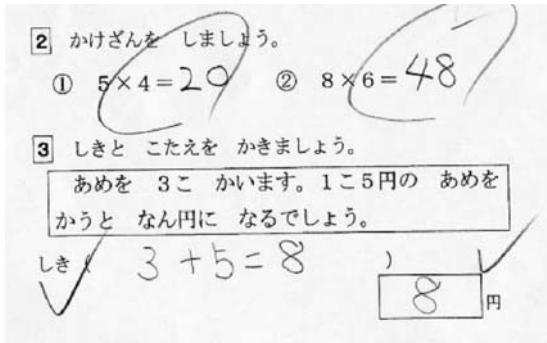 2 かけざんを しましょう。
① 5×4=20 ② 8×6=48
3 しきと こたえを かきましょう。
あめを 3こ かいます。1こ5円の あめを
かうと なん円に なるでしょう。
しき( 3+5=8 )
8 円